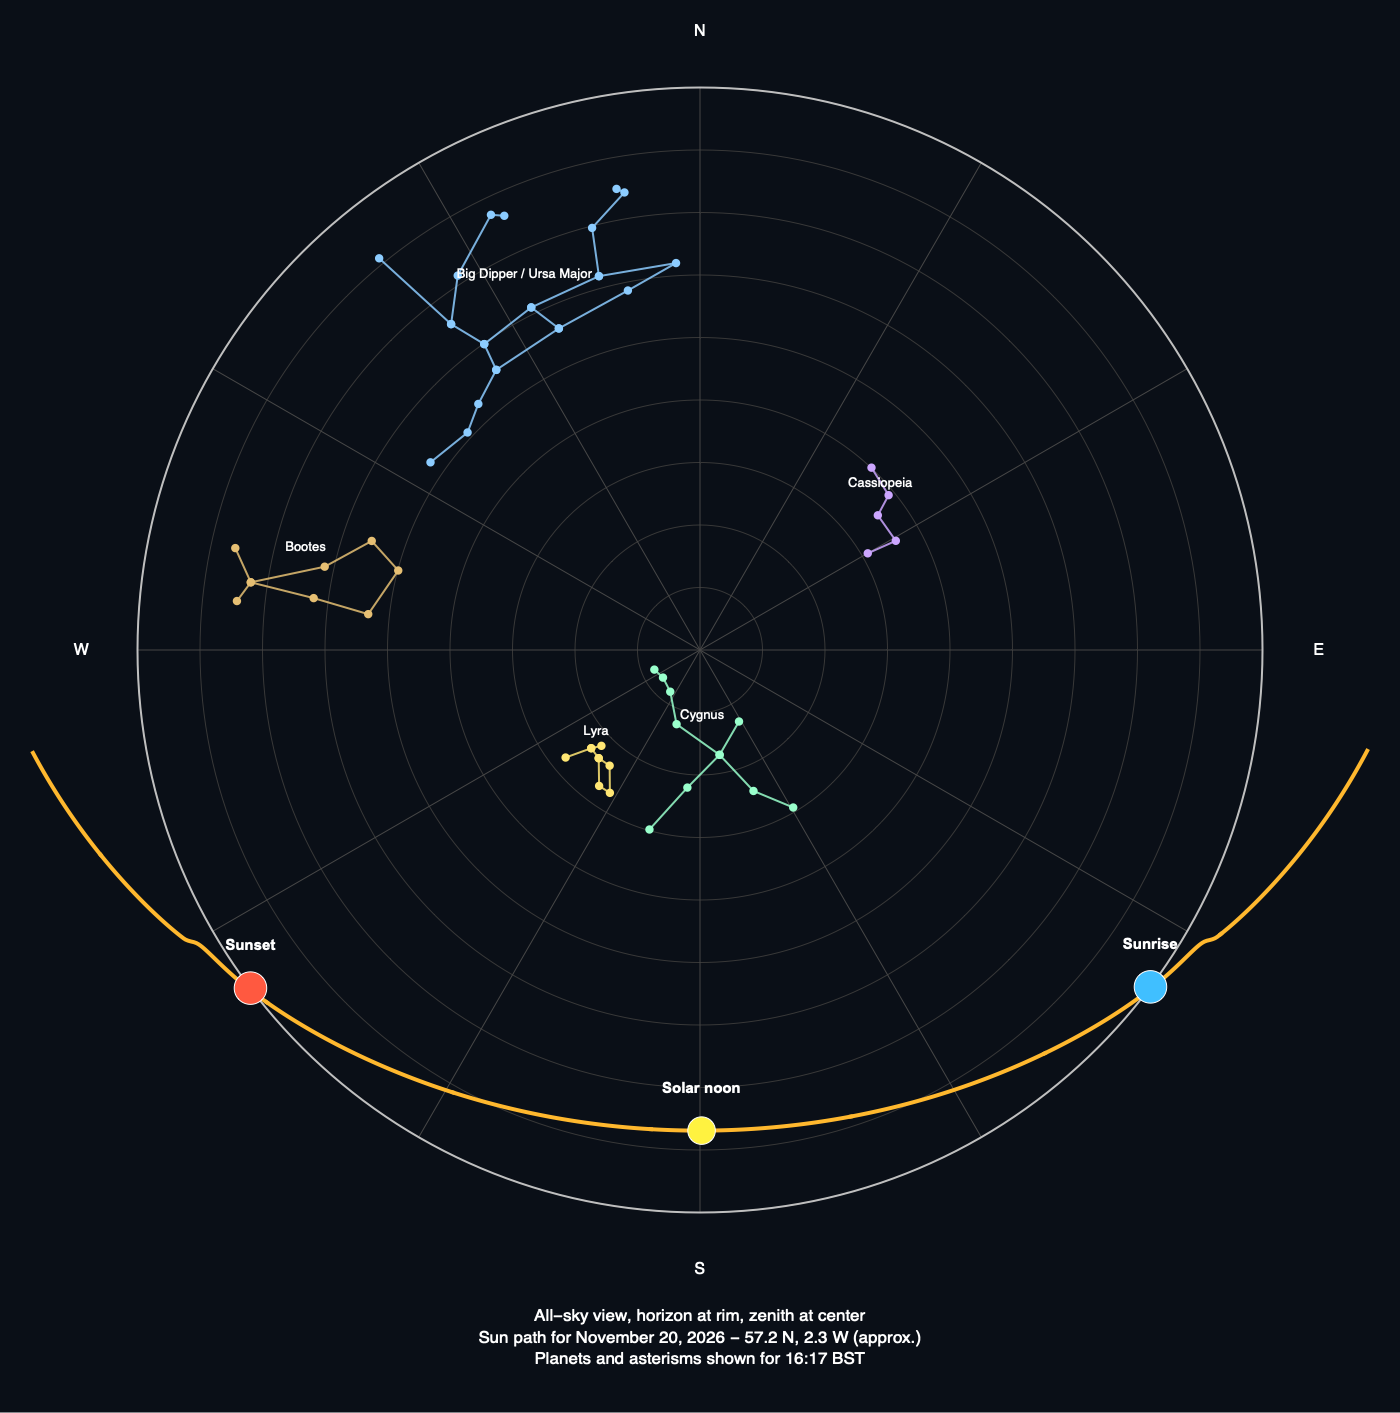 N
Big Dipper / Ursa Major
Cassiopeia
Bootes
W
E
Cygnus
Lyra
Sunset
Sunrise
Solar noon
S
All-sky view, horizon at rim, zenith at center
Sun path for November 20, 2026 – 57.2 N, 2.3 W (approx.)
Planets and asterisms shown for 16:17 BST